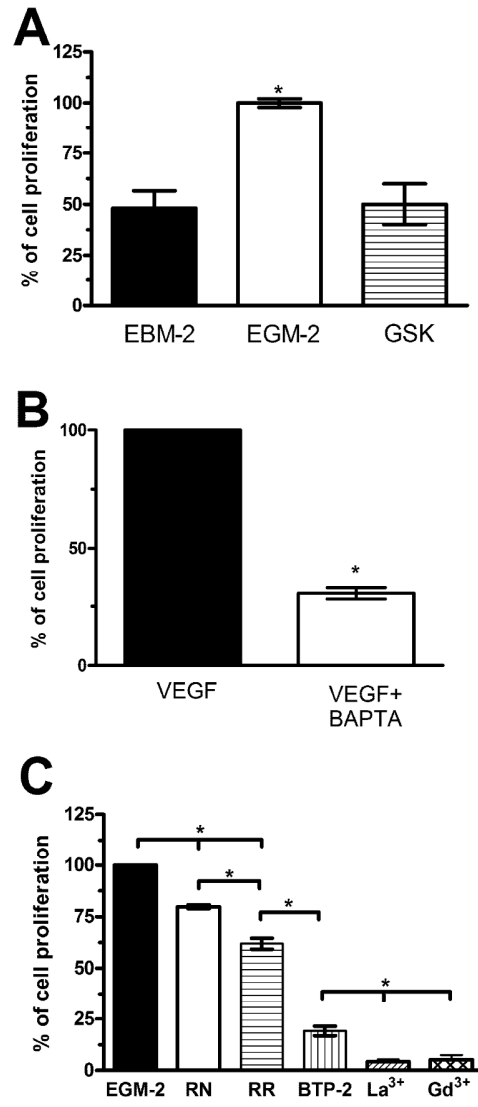 A
% of cell proliferation
125
100
75
50
25
0
*
EBM-2 EGM-2 GSK
B
% of cell proliferation
100
50
0
*
VEGF VEGF+
BAPTA
C
% of cell proliferation
125
100
75
50
25
0
*
*
*
*
EGM-2 RN RR BTP-2 La³⁺ Gd³⁺